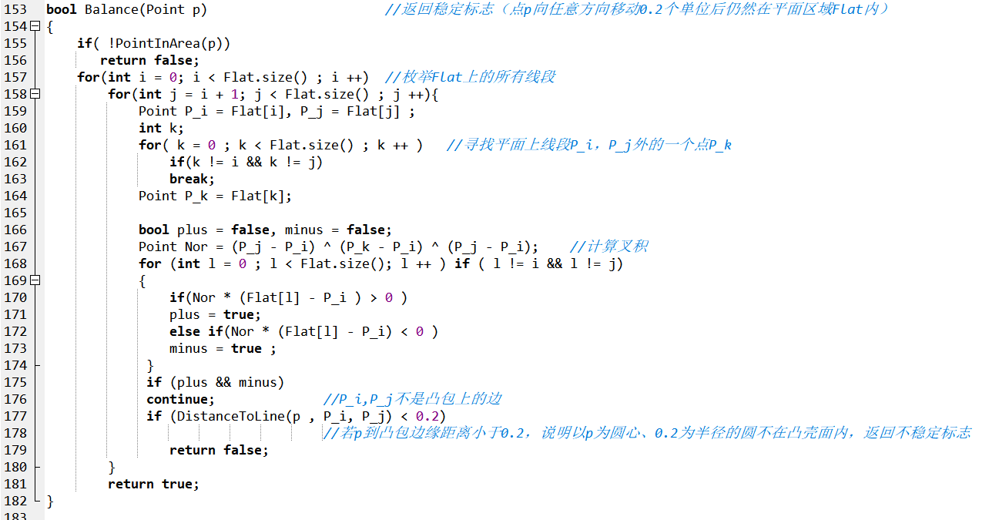 153 bool Balance(Point p) //返回稳定标志（点p向任意方向移动0.2个单位后仍然在平面区域Flat内）
154 {
155 if( !PointInArea(p))
156 return false;
157 for(int i = 0; i < Flat.size() ; i ++) //枚举Flat上的所有线段
158 for(int j = i + 1; j < Flat.size() ; j ++){
159 Point P_i = Flat[i], P_j = Flat[j] ;
160 int k;
161 for( k = 0 ; k < Flat.size() ; k ++ ) //寻找平面上线段P_i，P_j外的一个点P_k
162 if(k != i && k != j)
163 break;
164 Point P_k = Flat[k];
165
166 bool plus = false, minus = false;
167 Point Nor = (P_j - P_i) ^ (P_k - P_i) ^ (P_j - P_i); //计算叉积
168 for (int l = 0 ; l < Flat.size(); l ++ ) if ( l != i && l != j)
169 {
170 if(Nor * (Flat[l] - P_i ) > 0 )
171 plus = true;
172 else if(Nor * (Flat[l] - P_i) < 0 )
173 minus = true ;
174 }
175 if (plus && minus)
176 continue; //P_i,P_j不是凸包上的边
177 if (DistanceToLine(p , P_i, P_j) < 0.2)
178 //若p到凸包边缘距离小于0.2，说明以p为圆心、0.2为半径的圆不在凸壳面内，返回不稳定标志
179 return false;
180 }
181 return true;
182 }
183